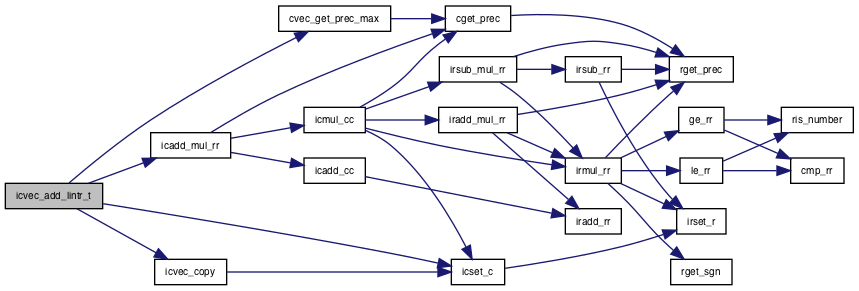 cvec_get_prec_max
cget_prec
irsub_mul_rr
irsub_rr
rget_prec
icadd_mul_rr
icmul_cc
iradd_mul_rr
ge_rr
ris_number
icadd_cc
irmul_rr
le_rr
cmp_rr
icvec_add_lintr_t
iradd_rr
irset_r
icvec_copy
icset_c
rget_sgn